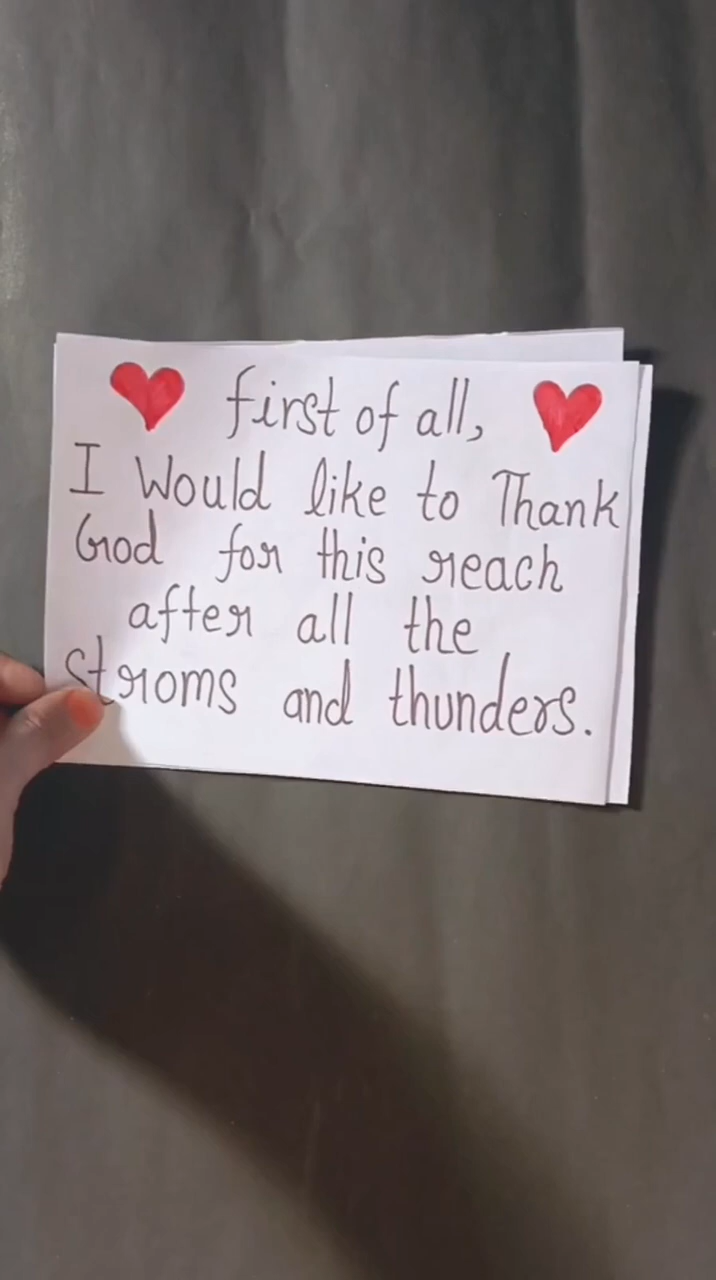 first of all,
I Would like to Thank
God for this reach
after all the
stroms and thunders.